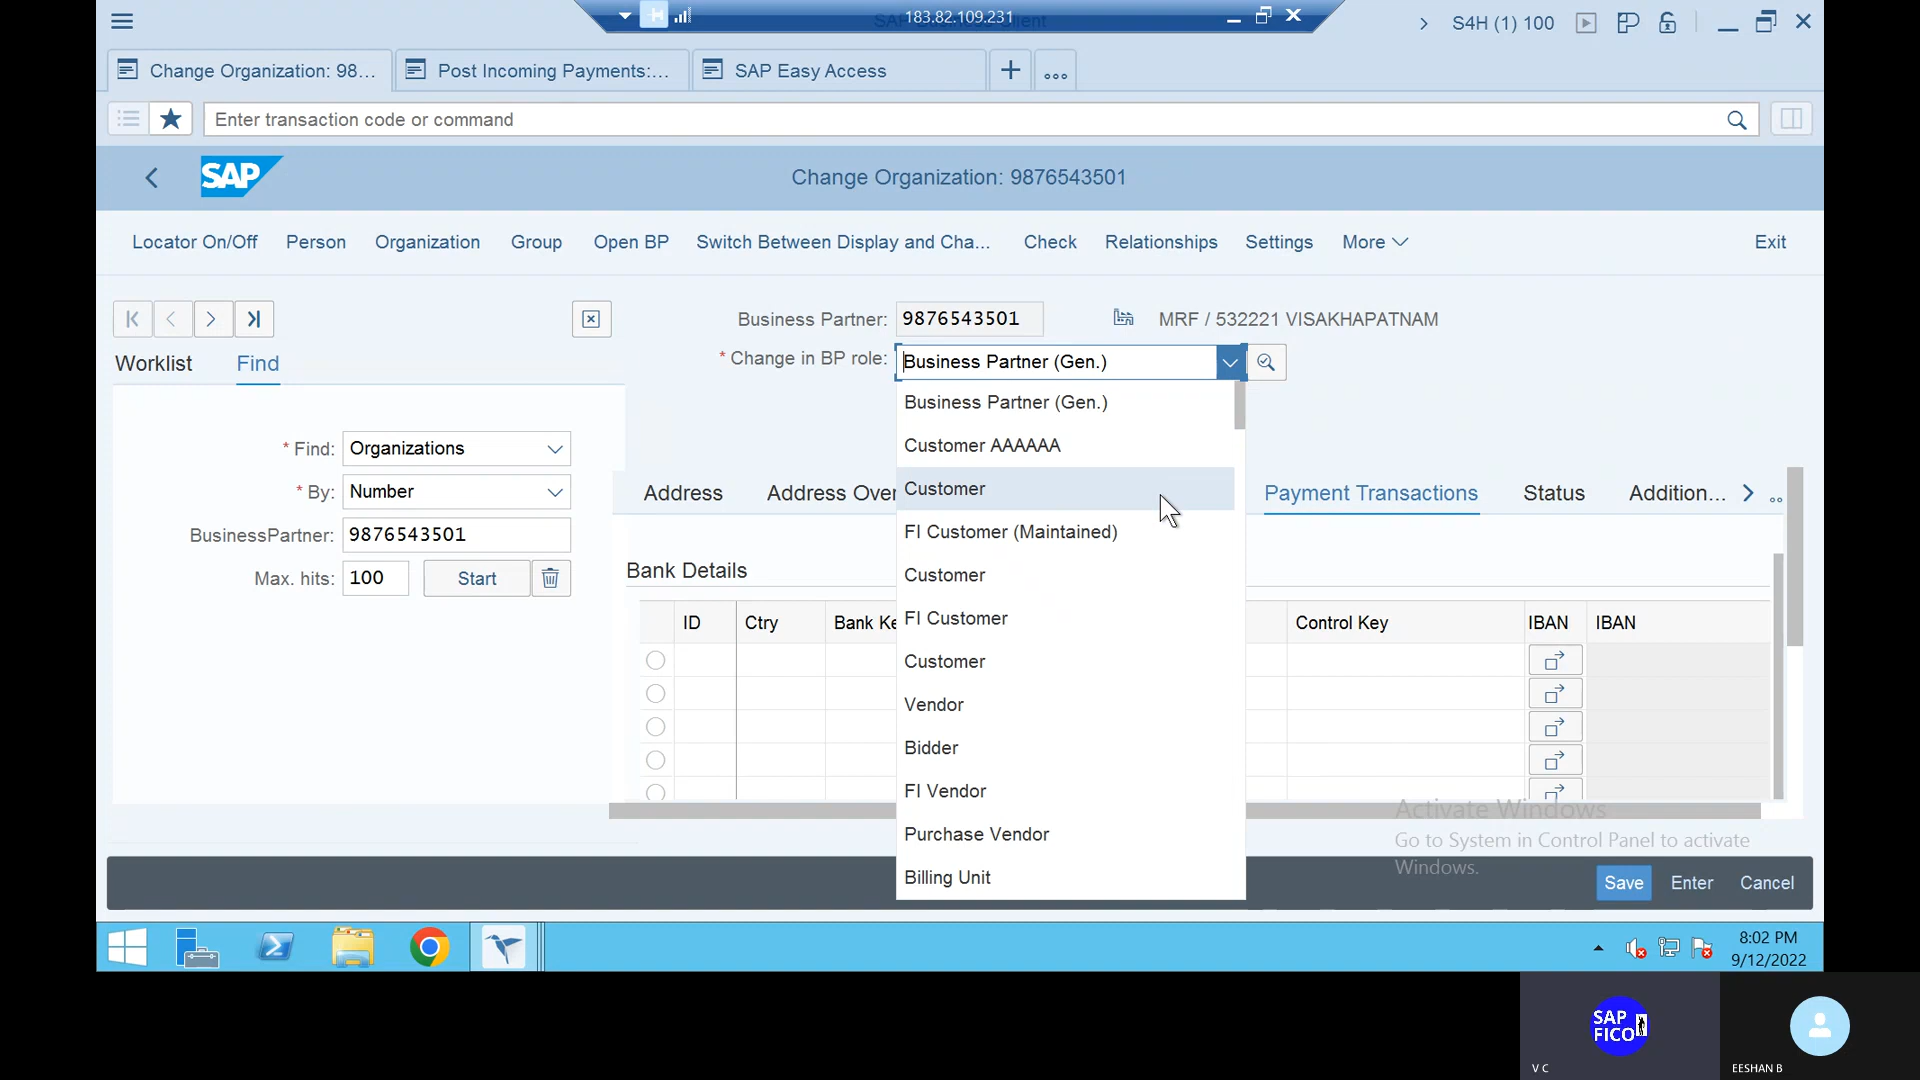 183.82.109.231
S4H (1) 100
Change Organization: 98...
Post Incoming Payments:...
SAP Easy Access
Enter transaction code or command
SAP
Change Organization: 9876543501
Locator On/Off
Person
Organization
Group
Open BP
Switch Between Display and Cha...
Check
Relationships
Settings
More
Exit
Business Partner: 9876543501
MRF / 532221 VISAKHAPATNAM
* Change in BP role: Business Partner (Gen.)
Worklist
Find
* Find: Organizations
* By: Number
BusinessPartner: 9876543501
Max. hits: 100
Start
Business Partner (Gen.)
Customer AAAAAA
Customer
FI Customer (Maintained)
Customer
FI Customer
Customer
Vendor
Bidder
FI Vendor
Purchase Vendor
Billing Unit
Address
Address Over
Payment Transactions
Status
Addition...
Bank Details
ID
Ctry
Bank Ke
Control Key
IBAN
IBAN
Activate Windows
Go to System in Control Panel to activate
Windows.
Save
Enter
Cancel
8:02 PM
9/12/2022
SAP
FICO
V C
EESHAN B